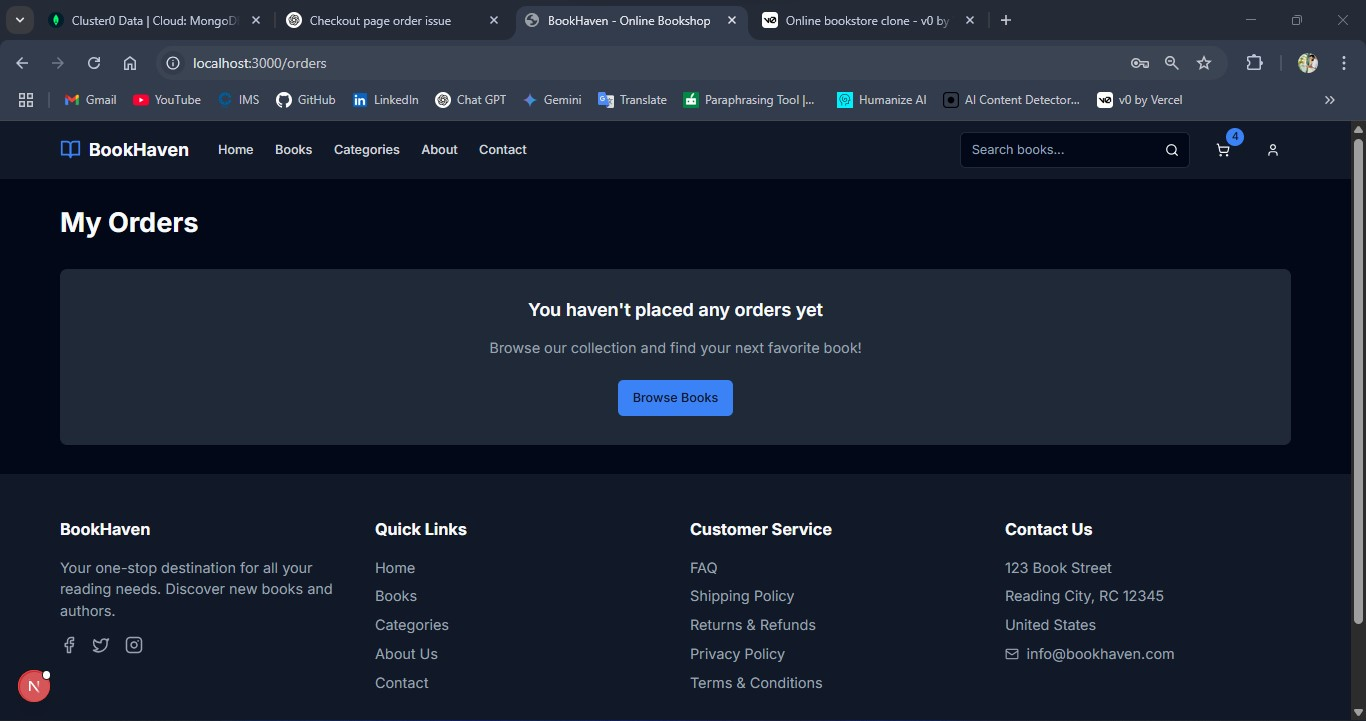 Cluster0 Data | Cloud: MongoD
Checkout page order issue
BookHaven - Online Bookshop
Online bookstore clone - v0 by
localhost:3000/orders
Gmail
YouTube
IMS
GitHub
LinkedIn
Chat GPT
Gemini
Translate
Paraphrasing Tool |...
Humanize AI
AI Content Detector...
v0 by Vercel
BookHaven
Home
Books
Categories
About
Contact
Search books...
4
My Orders
You haven't placed any orders yet
Browse our collection and find your next favorite book!
Browse Books
BookHaven
Your one-stop destination for all your
reading needs. Discover new books and
authors.
N
Quick Links
Home
Books
Categories
About Us
Contact
Customer Service
FAQ
Shipping Policy
Returns & Refunds
Privacy Policy
Terms & Conditions
Contact Us
123 Book Street
Reading City, RC 12345
United States
info@bookhaven.com